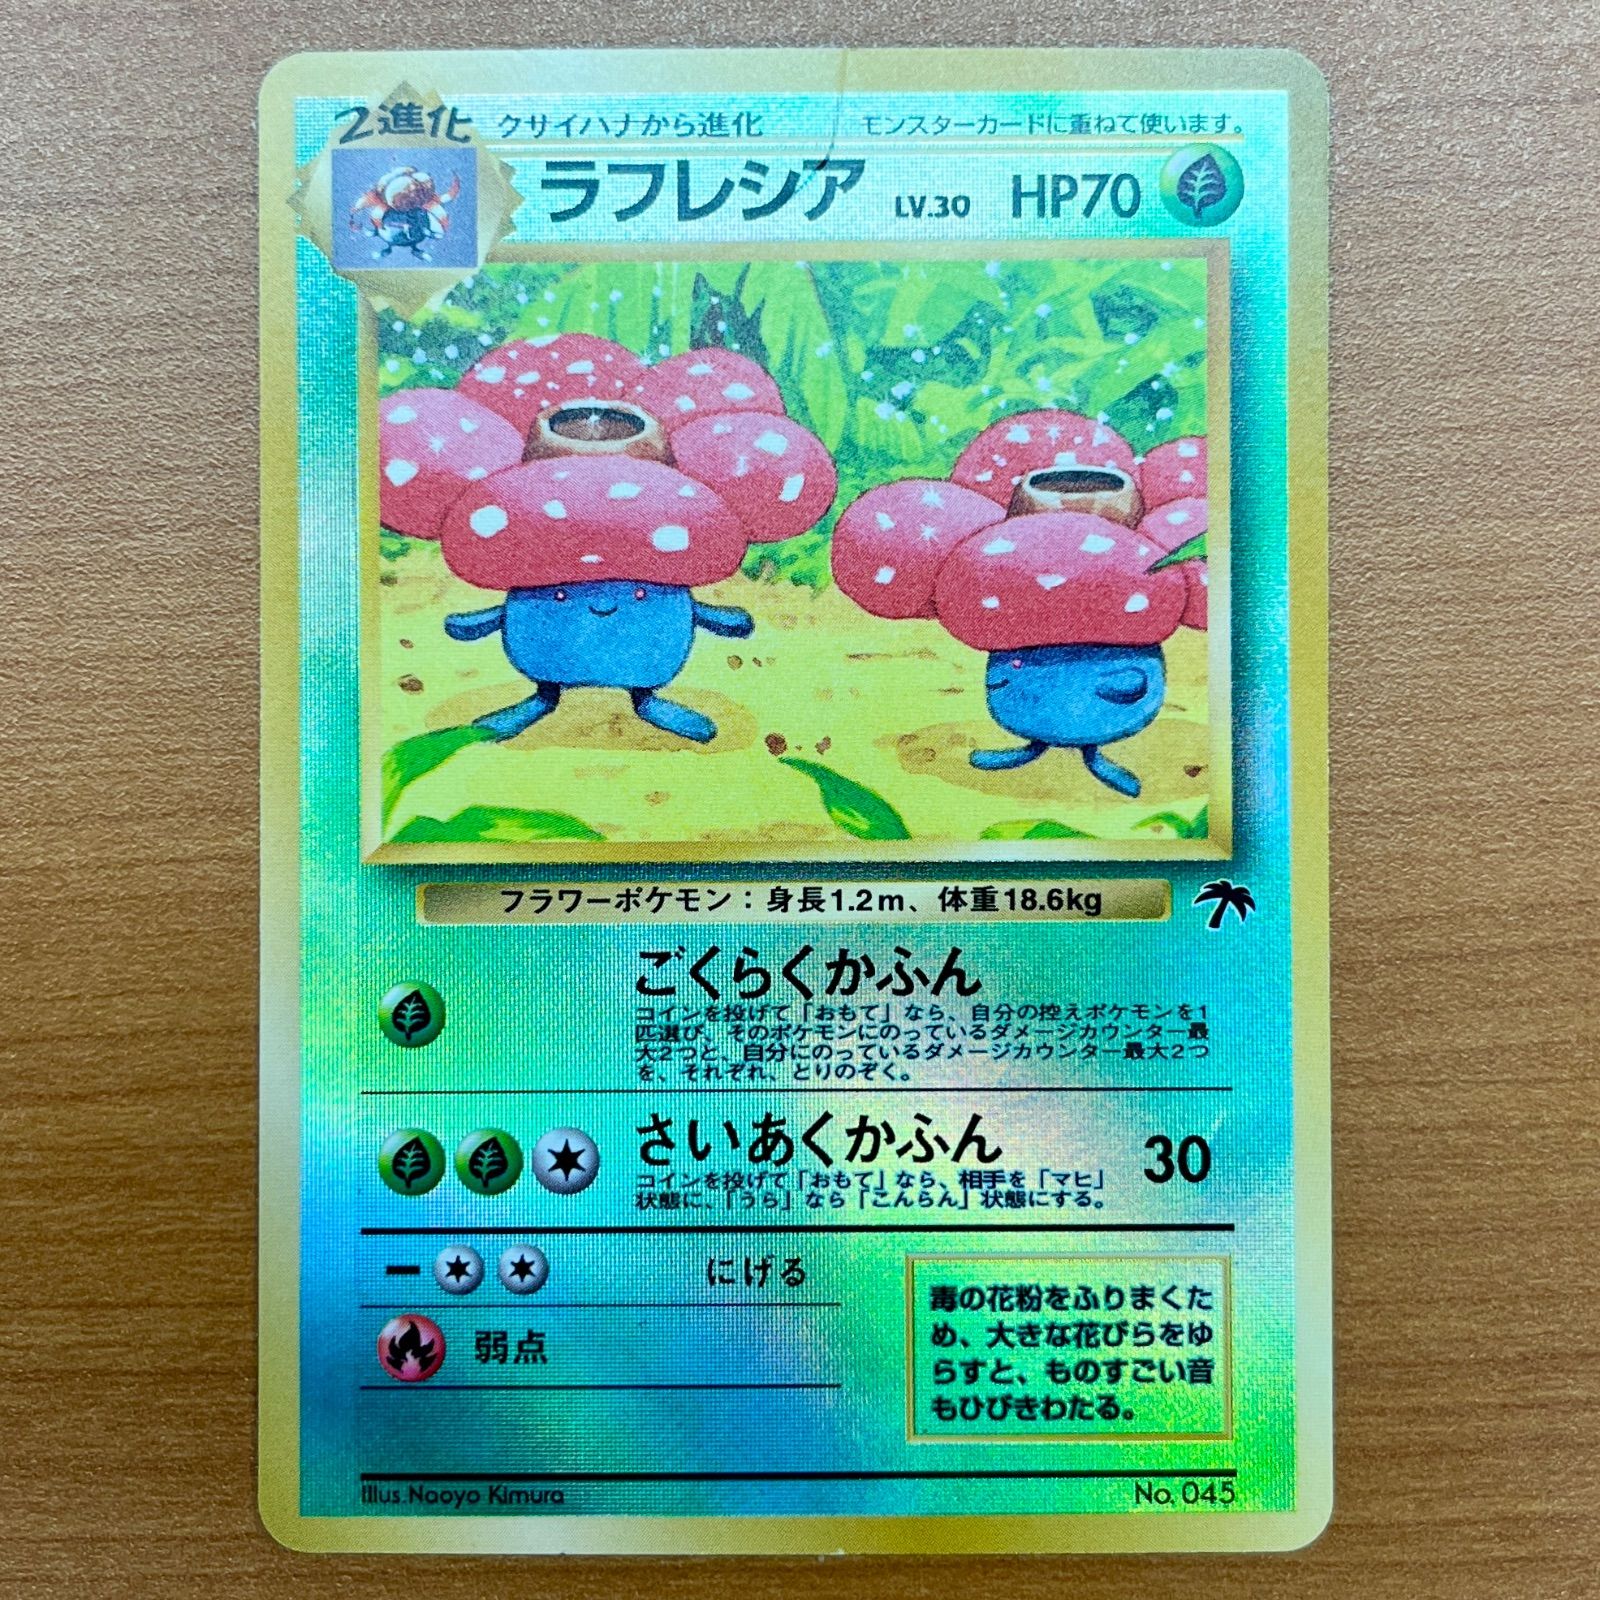 2進化
クサイハナから進化
モンスターカードに重ねて使います。
ラフレシア LV.30 HP70
フラワーポケモン：身長1.2m、体重18.6kg
ごくらくかふん
コインを投げて「おもて」なら、自分の控えポケモンを1
匹選び、そのポケモンにのっているダメージカウンター最
大2つと、自分にのっているダメージカウンター最大2つ
を、それぞれ、とりのぞく。
さいあくかふん 30
コインを投げて「おもて」なら、相手を「マヒ」
状態に、「うら」なら「こんらん」状態にする。
ー にげる
弱点
毒の花粉をふりまくた
め、大きな花びらをゆ
らすと、ものすごい音
もひびきわたる。
Illus.Naoyo Kimura No. 045